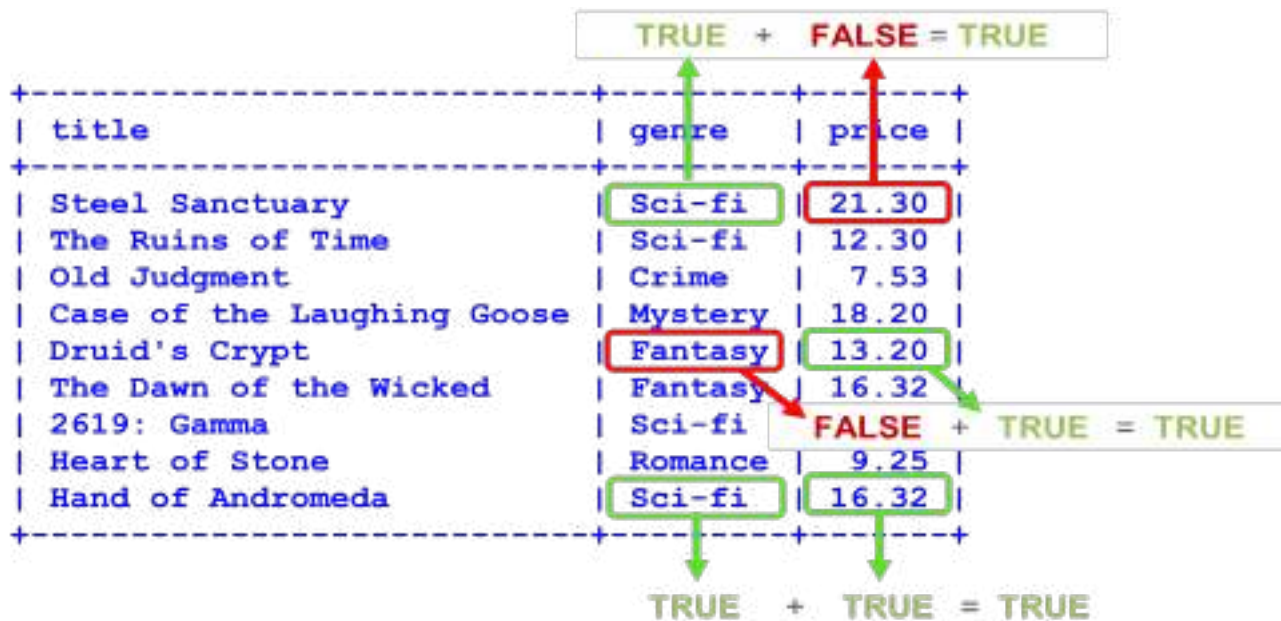 TRUE + FALSE = TRUE
+----------------------------+---------+-------+
| title | genre | price |
+----------------------------+---------+-------+
| Steel Sanctuary | Sci-fi | 21.30 |
| The Ruins of Time | Sci-fi | 12.30 |
| Old Judgment | Crime | 7.53 |
| Case of the Laughing Goose | Mystery | 18.20 |
| Druid's Crypt | Fantasy | 13.20 |
| The Dawn of the Wicked | Fantasy | 16.32 |
| 2619: Gamma | Sci-fi
FALSE + TRUE = TRUE
| Heart of Stone | Romance | 9.25 |
| Hand of Andromeda | Sci-fi | 16.32 |
+----------------------------+---------+-------+
TRUE + TRUE = TRUE